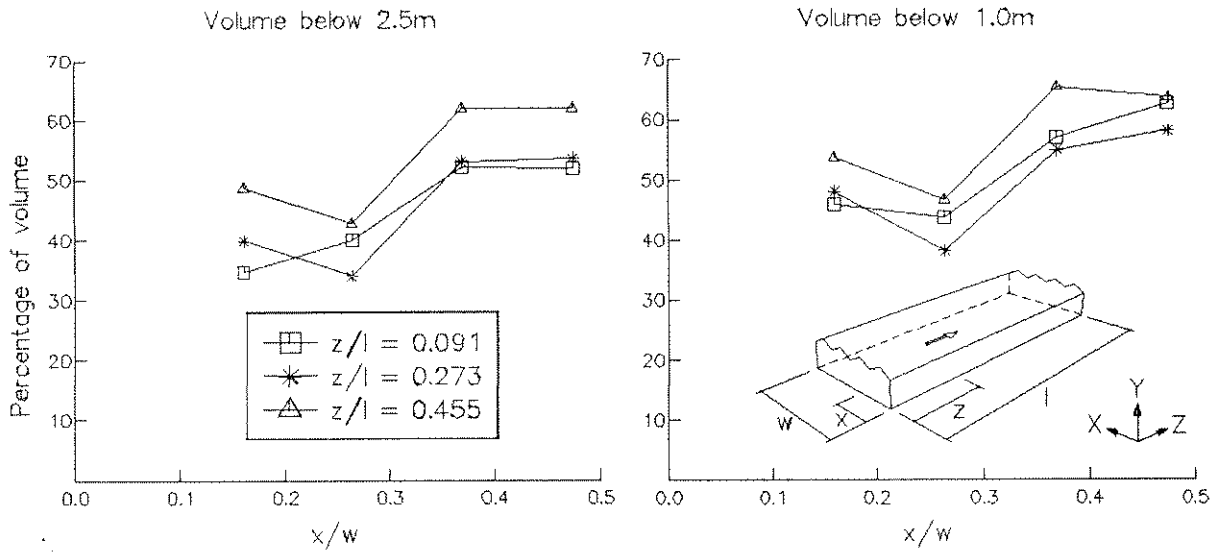 Volume below 2.5m
Percentage of volume
70
60
50
40
30
20
10
0.0 0.1 0.2 0.3 0.4 0.5
x/w
z/l = 0.091
z/l = 0.273
z/l = 0.455
Volume below 1.0m
70
60
50
40
30
20
10
0.0 0.1 0.2 0.3 0.4 0.5
x/w
w
x
z
l
X
Y
Z